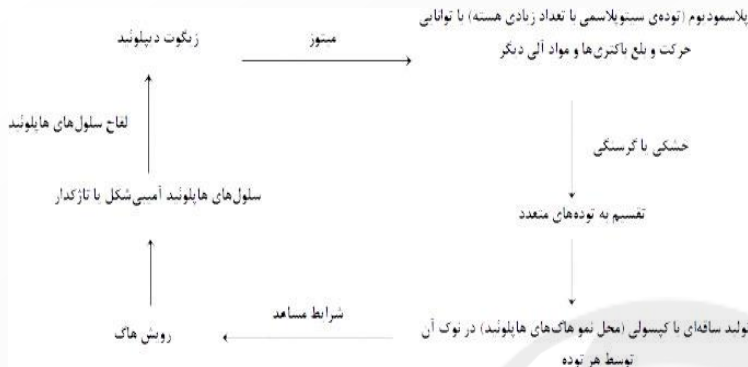 پلاسمودیوم (توده‌ی سیتوپلاسمی با تعداد زیادی هسته) با توانایی
حرکت و بلع باکتری‌ها و مواد آلی دیگر
میتوز
زیگوت دیپلوئید
خشکی یا گرسنگی
لقاح سلول‌های هاپلوئید
تقسیم به توده‌های متعدد
سلول‌های هاپلوئید آمیبی‌شکل یا تاژکدار
تولید ساقه‌ای با کپسولی (محل نمو هاگ‌های هاپلوئید) در نوک آن
توسط هر توده
شرایط مساعد
رویش هاگ